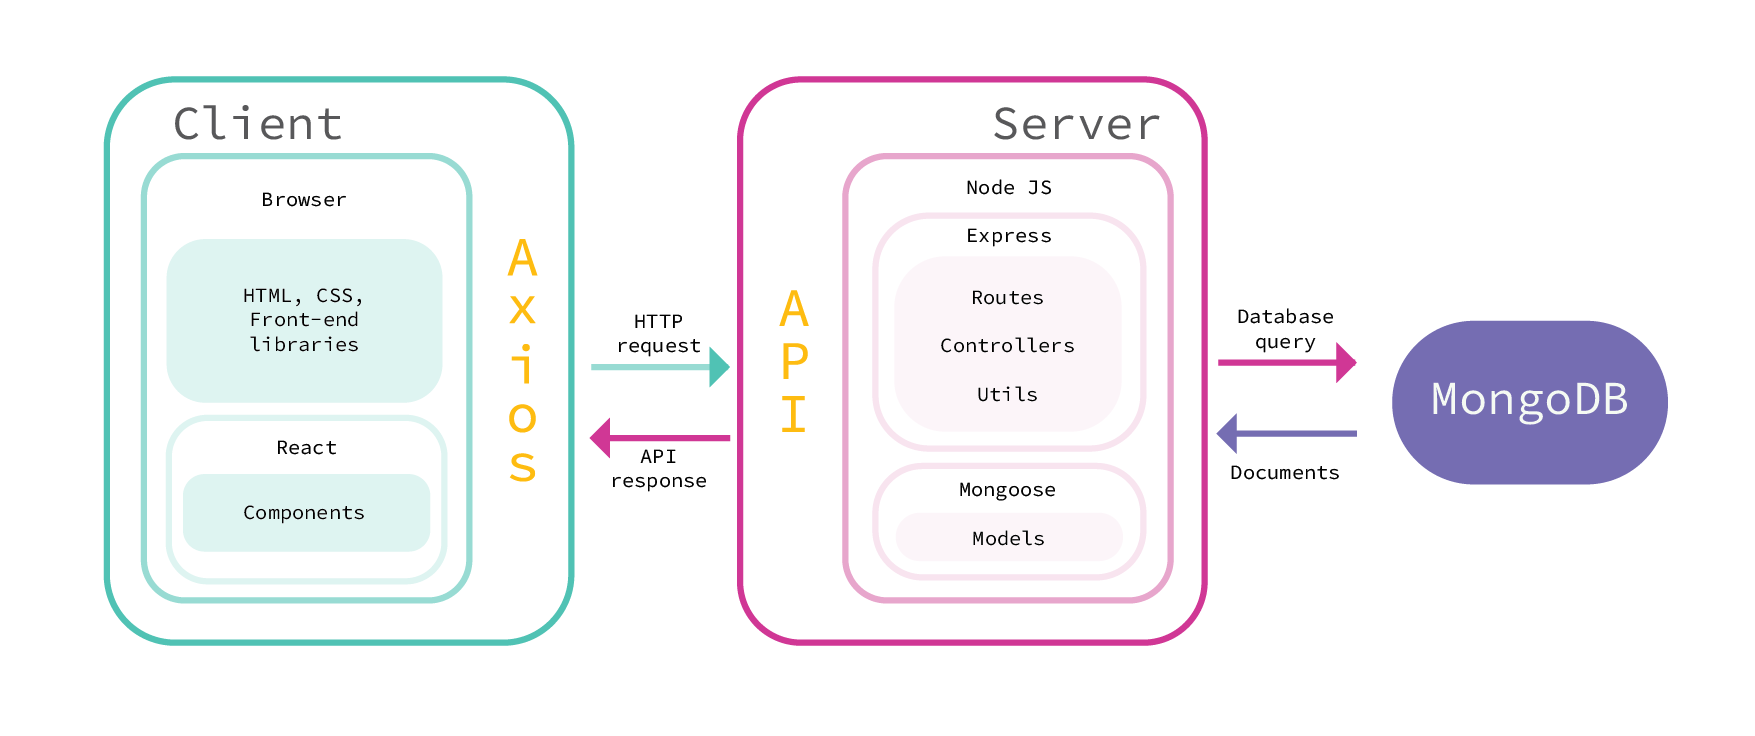 Client
Browser
HTML, CSS,
Front-end
libraries
React
Components
Axios
HTTP
request
API
response
Server
API
Node JS
Express
Routes
Controllers
Utils
Mongoose
Models
Database
query
Documents
MongoDB